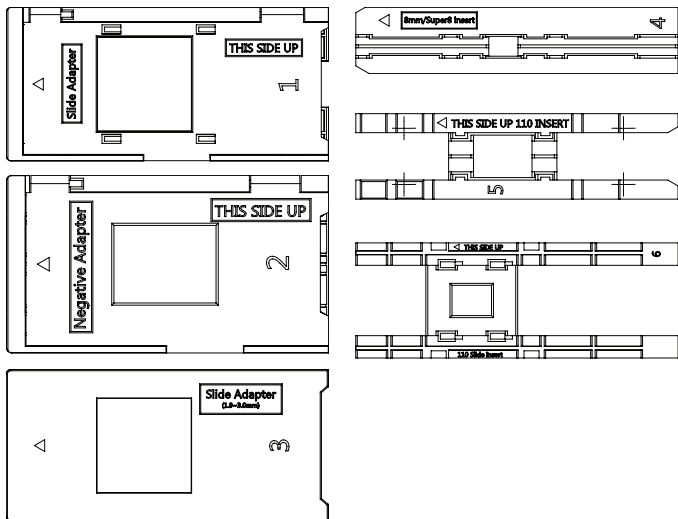 Slide Adapter
THIS SIDE UP
1
Negative Adapter
THIS SIDE UP
2
Slide Adapter
(1.9~3.0mm)
3
8mm/Super8 Insert
4
THIS SIDE UP 110 INSERT
5
THIS SIDE UP
6
110 Slide Insert